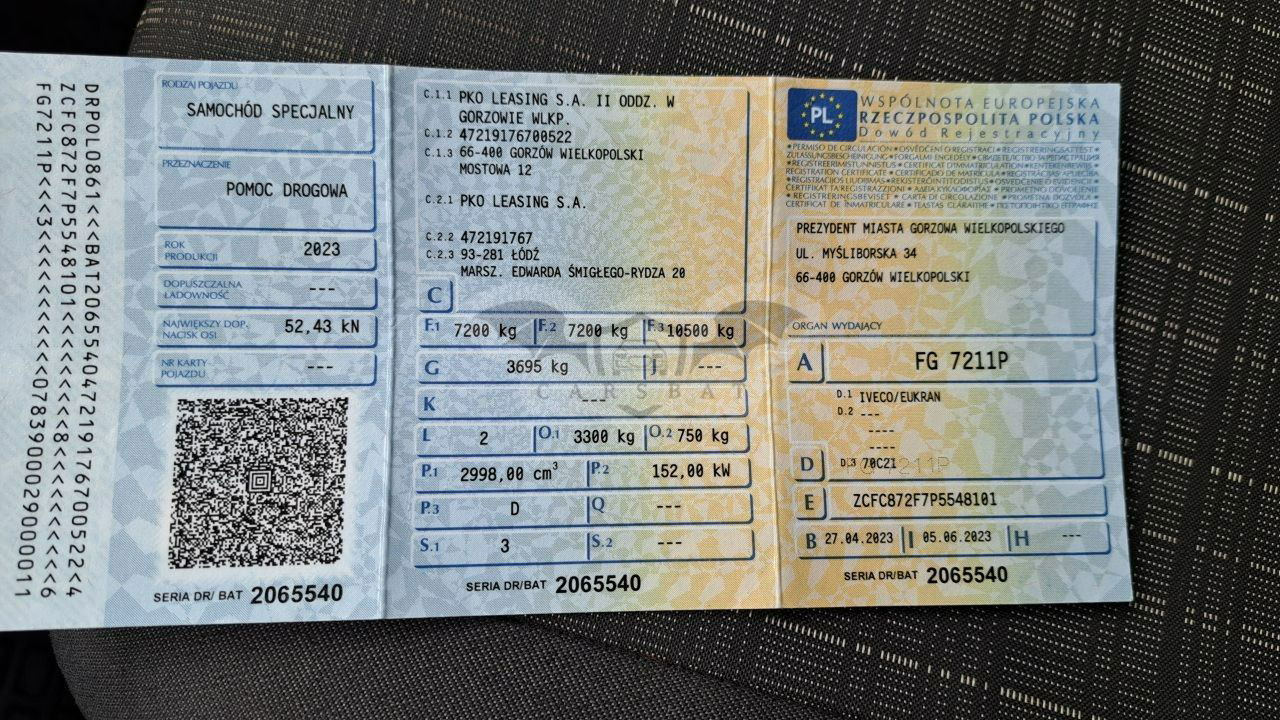 DRPOL0861<<BAT2065540472191767005​22<4
ZCFC872F7P5548101<<<<<<<8<<<<<<<<6
FG7211P<<3<<<<<<<<<<0783900029000011
RODZAJ POJAZDU
SAMOCHÓD SPECJALNY
PRZEZNACZENIE
POMOC DROGOWA
ROK
PRODUKCJI
2023
DOPUSZCZALNA
ŁADOWNOŚĆ
---
NAJWIĘKSZY DOP.
NACISK OSI
52,43 kN
NR KARTY
POJAZDU
---
SERIA DR/ BAT 2065540
C.1.1 PKO LEASING S.A. II ODDZ. W
GORZOWIE WLKP.
C.1.2 47219176700522
C.1.3 66-400 GORZÓW WIELKOPOLSKI
MOSTOWA 12
C.2.1 PKO LEASING S.A.
C.2.2 472191767
C.2.3 93-281 ŁÓDŹ
MARSZ. EDWARDA ŚMIGŁEGO-RYDZA 20
C
F.1 7200 kg F.2 7200 kg F.3 10500 kg
G 3695 kg J ---
CARSBAT
K ---
L 2 O.1 3300 kg O.2 750 kg
P.1 2998,00 cm³ P.2 152,00 kW
P.3 D Q ---
S.1 3 S.2 ---
SERIA DR/BAT 2065540
PL
WSPÓLNOTA EUROPEJSKA
RZECZPOSPOLITA POLSKA
Dowód Rejestracyjny
PREZYDENT MIASTA GORZOWA WIELKOPOLSKIEGO
UL. MYŚLIBORSKA 34
66-400 GORZÓW WIELKOPOLSKI
ORGAN WYDAJĄCY
A FG 7211P
D.1 IVECO/EUKRAN
D.2 ---
----
----
D D.3 70C21
E ZCFC872F7P5548101
B 27.04.2023 I 05.06.2023 H ---
SERIA DR/BAT 2065540